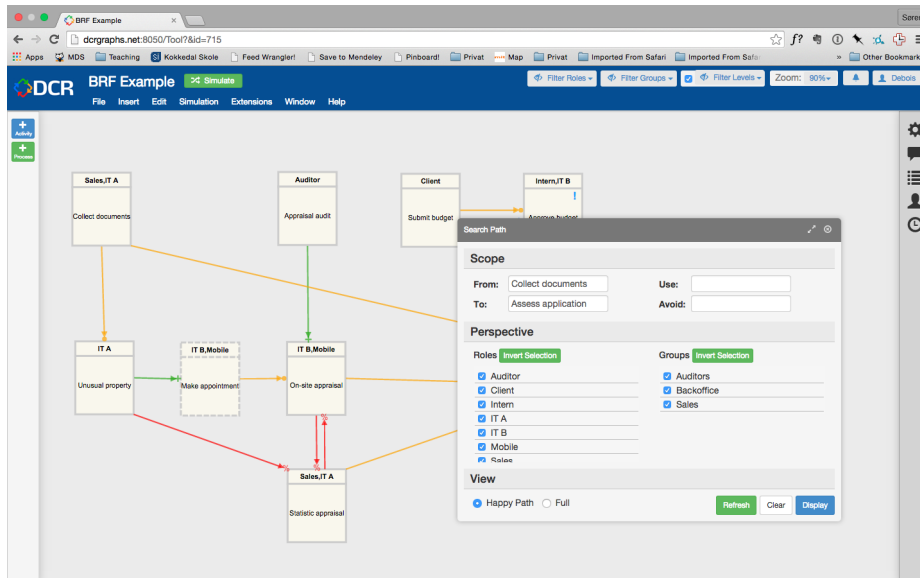 BRF Example
Søren
dcrgraphs.net:8050/Tool?&id=715
f?
Apps MDS Teaching Kokkedal Skole Feed Wrangler! Save to Mendeley Pinboard! Privat Map Privat Imported From Safari Imported From Safa » Other Bookmark
DCR
BRF Example
Simulate
Filter Roles Filter Groups Filter Levels Zoom: 90% Debois
File Insert Edit Simulation Extensions Window Help
Activity
Process
Sales,IT A
Collect documents
Auditor
Appraisal audit
Client
Submit budget
Intern,IT B
!
Approve budget
IT A
Unusual property
IT B,Mobile
Make appointment
IT B,Mobile
On-site appraisal
%
%
%
Sales,IT A
Statistic appraisal
Search Path
Scope
From: Collect documents Use:
To: Assess application Avoid:
Perspective
Roles Invert Selection
Auditor
Client
Intern
IT A
IT B
Mobile
Sales
Groups Invert Selection
Auditors
Backoffice
Sales
View
Happy Path Full
Refresh Clear Display